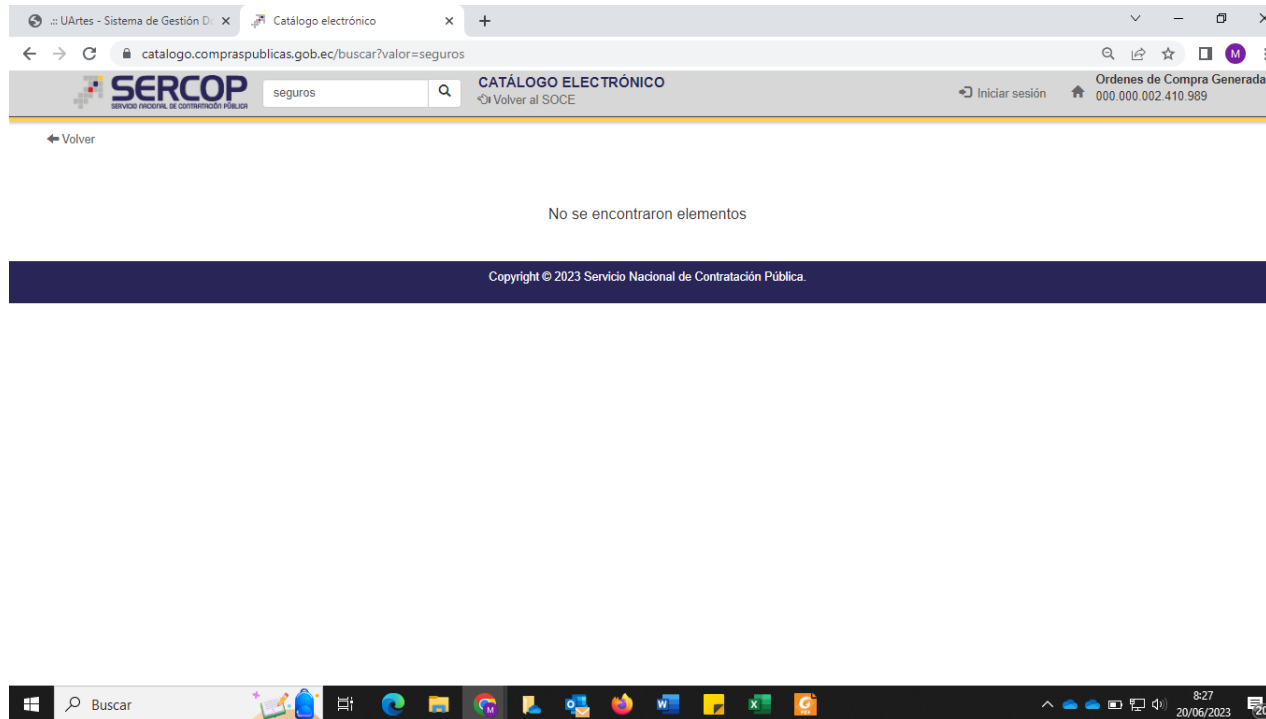 .:: UArtes - Sistema de Gestión Do
Catálogo electrónico
catalogo.compraspublicas.gob.ec/buscar?valor=seguros
M
SERCOP
SERVICIO NACIONAL DE CONTRATACIÓN PÚBLICA
seguros
CATÁLOGO ELECTRÓNICO
Volver al SOCE
Iniciar sesión
Ordenes de Compra Generada
000.000.002.410.989
Volver
No se encontraron elementos
Copyright © 2023 Servicio Nacional de Contratación Pública.
Buscar
8:27
20/06/2023